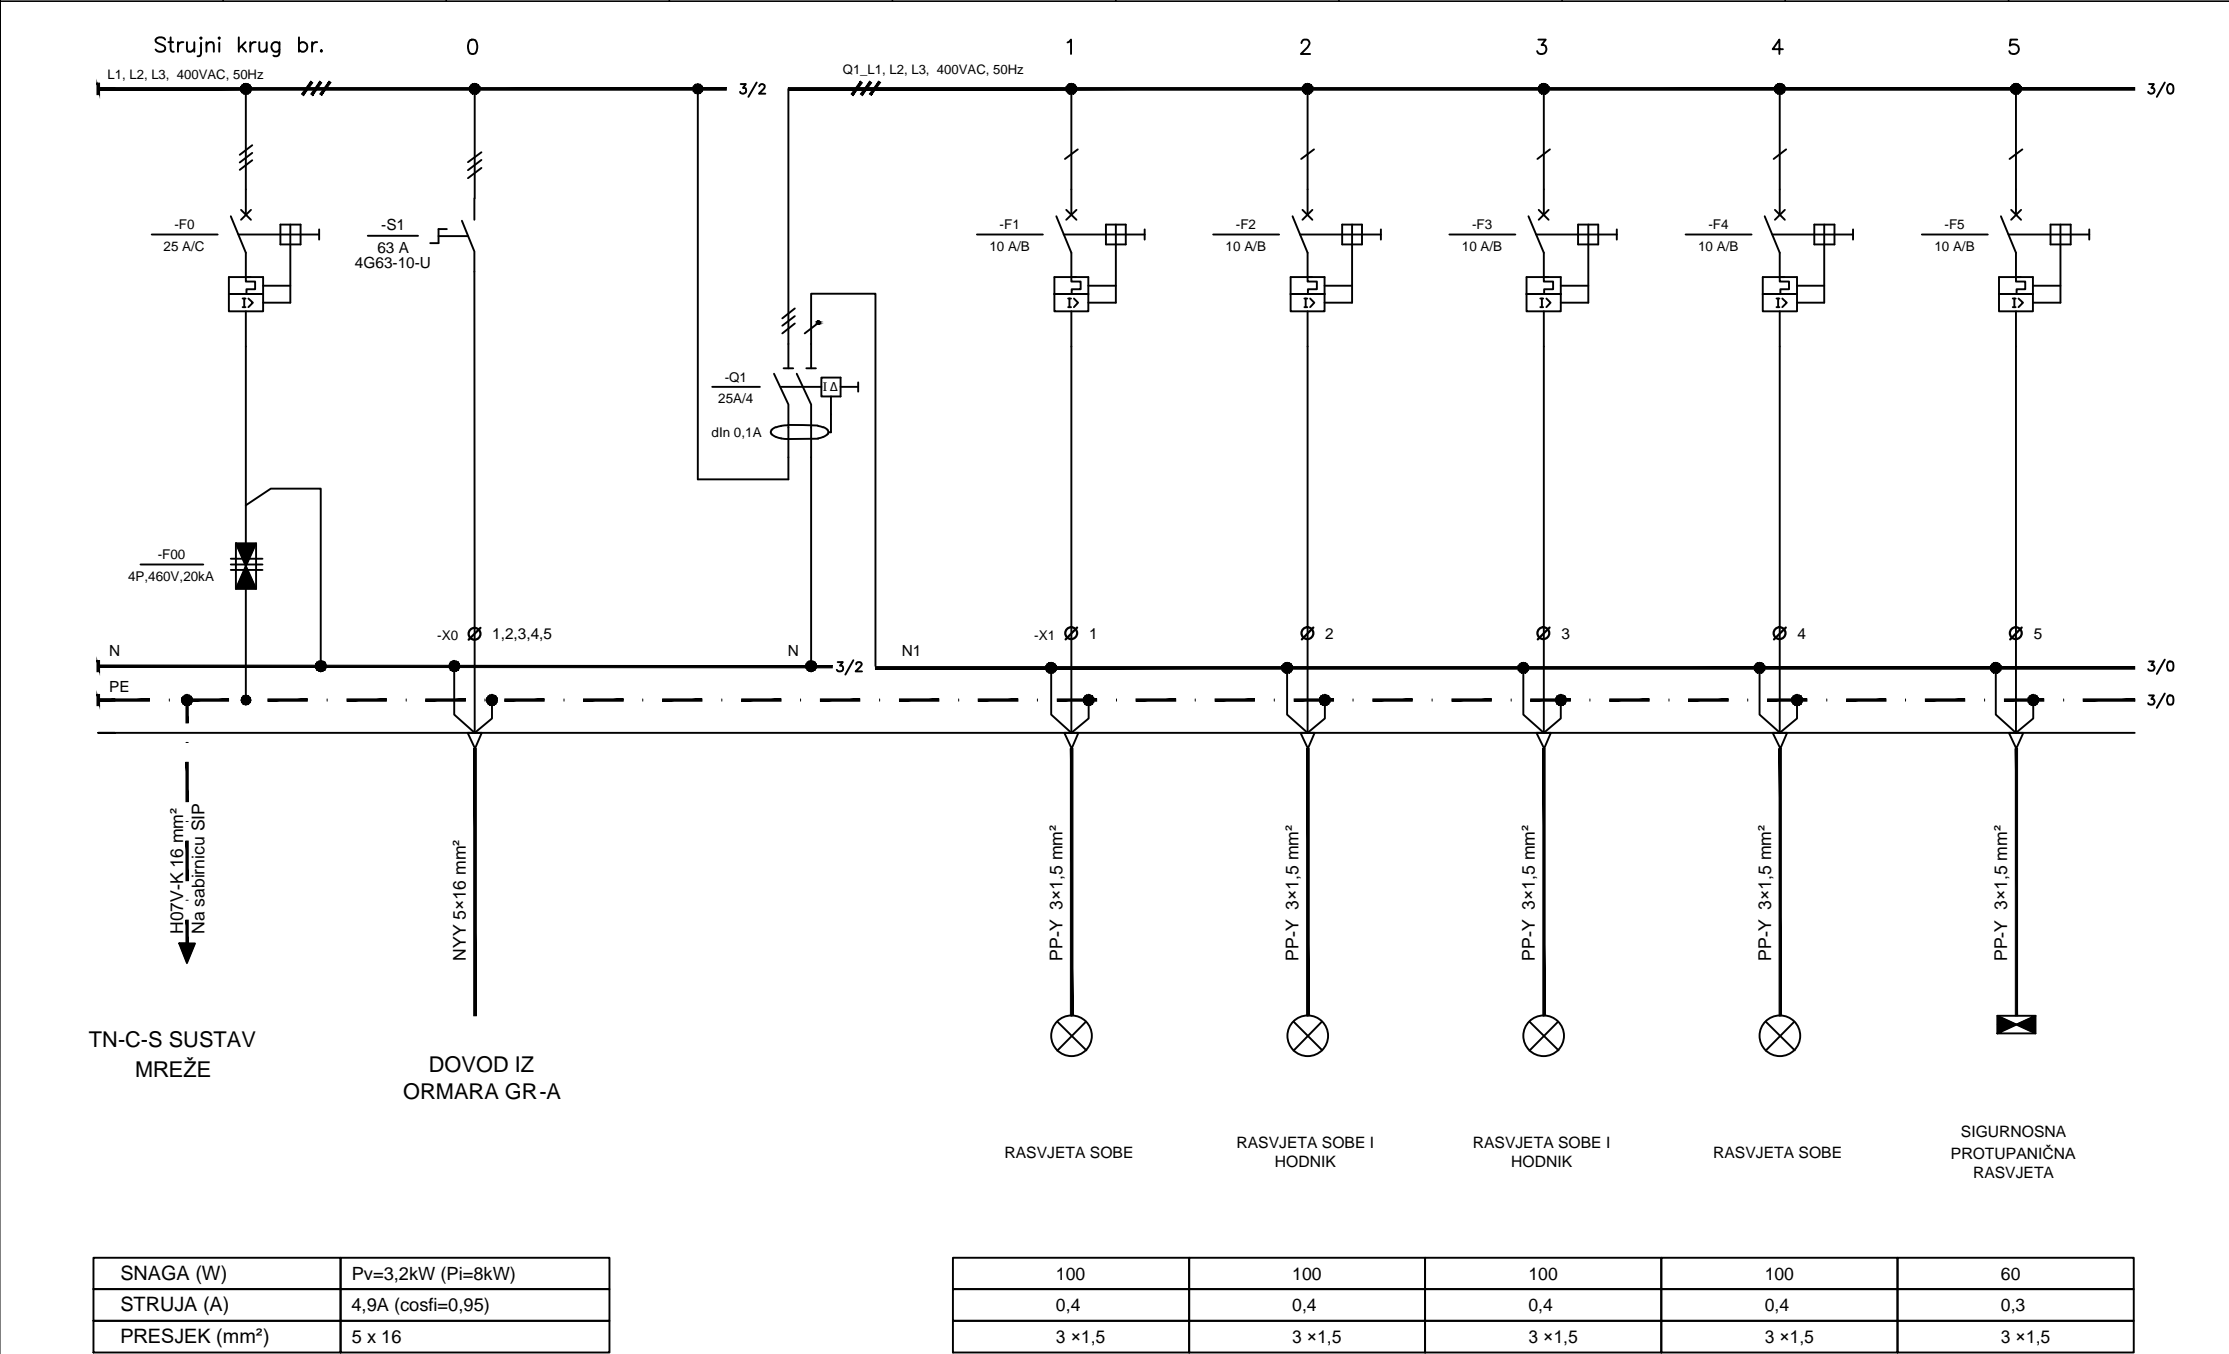 Strujni krug br. 0 1 2 3 4 5
L1, L2, L3, 400VAC, 50Hz
3/2
Q1_L1, L2, L3, 400VAC, 50Hz
3/0
-F0
25 A/C
-S1
63 A
4G63-10-U
-F1
10 A/B
-F2
10 A/B
-F3
10 A/B
-F4
10 A/B
-F5
10 A/B
I>
I>
I>
I>
I>
I>
-Q1
25A/4
I Δ
dIn 0,1A
-F00
4P,460V,20kA
-X0 1,2,3,4,5
-X1 1
2
3
4
5
N
N
3/2
N1
3/0
PE
3/0
H07V-K 16 mm²
Na sabirnicu SIP
NYY 5×16 mm²
PP-Y 3×1,5 mm²
PP-Y 3×1,5 mm²
PP-Y 3×1,5 mm²
PP-Y 3×1,5 mm²
PP-Y 3×1,5 mm²
TN-C-S SUSTAV
MREŽE
DOVOD IZ
ORMARA GR-A
RASVJETA SOBE
RASVJETA SOBE I
HODNIK
RASVJETA SOBE I
HODNIK
RASVJETA SOBE
SIGURNOSNA
PROTUPANIČNA
RASVJETA
SNAGA (W) Pv=3,2kW (Pi=8kW)
STRUJA (A) 4,9A (cosfi=0,95)
PRESJEK (mm²) 5 x 16
100 100 100 100 60
0,4 0,4 0,4 0,4 0,3
3 ×1,5 3 ×1,5 3 ×1,5 3 ×1,5 3 ×1,5